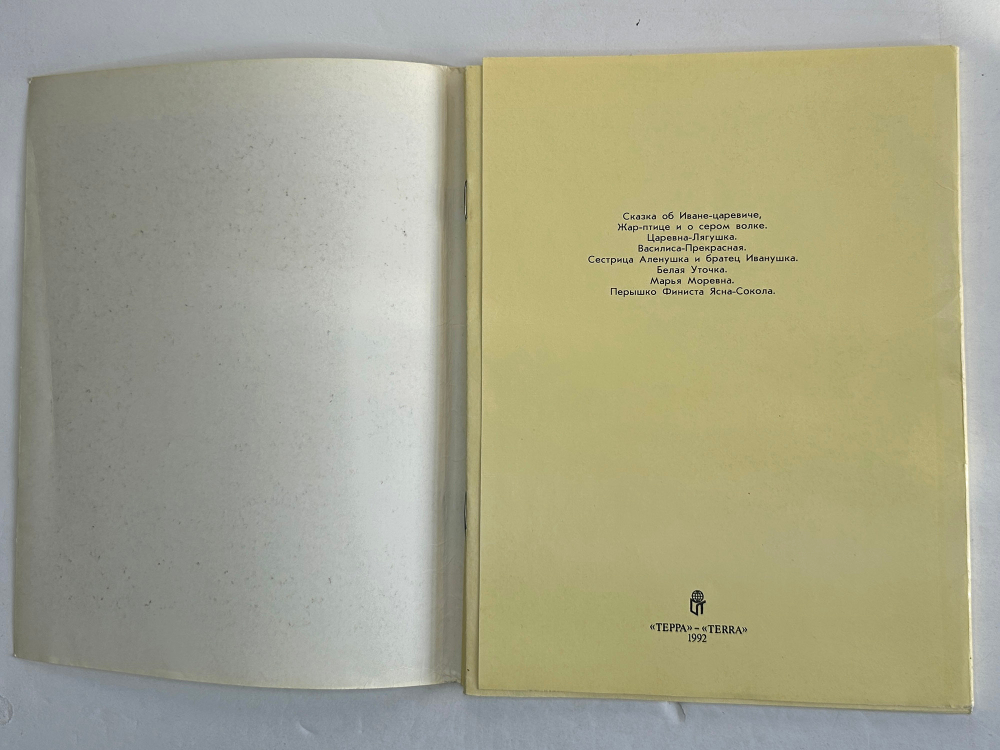 Сказка об Иване-царевиче,
Жар-птице и о сером волке.
Царевна-Лягушка.
Василиса-Прекрасная.
Сестрица Аленушка и братец Иванушка.
Белая Уточка.
Марья Моревна.
Перышко Финиста Ясна-Сокола.
«ТЕРРА» – «TERRA»
1992